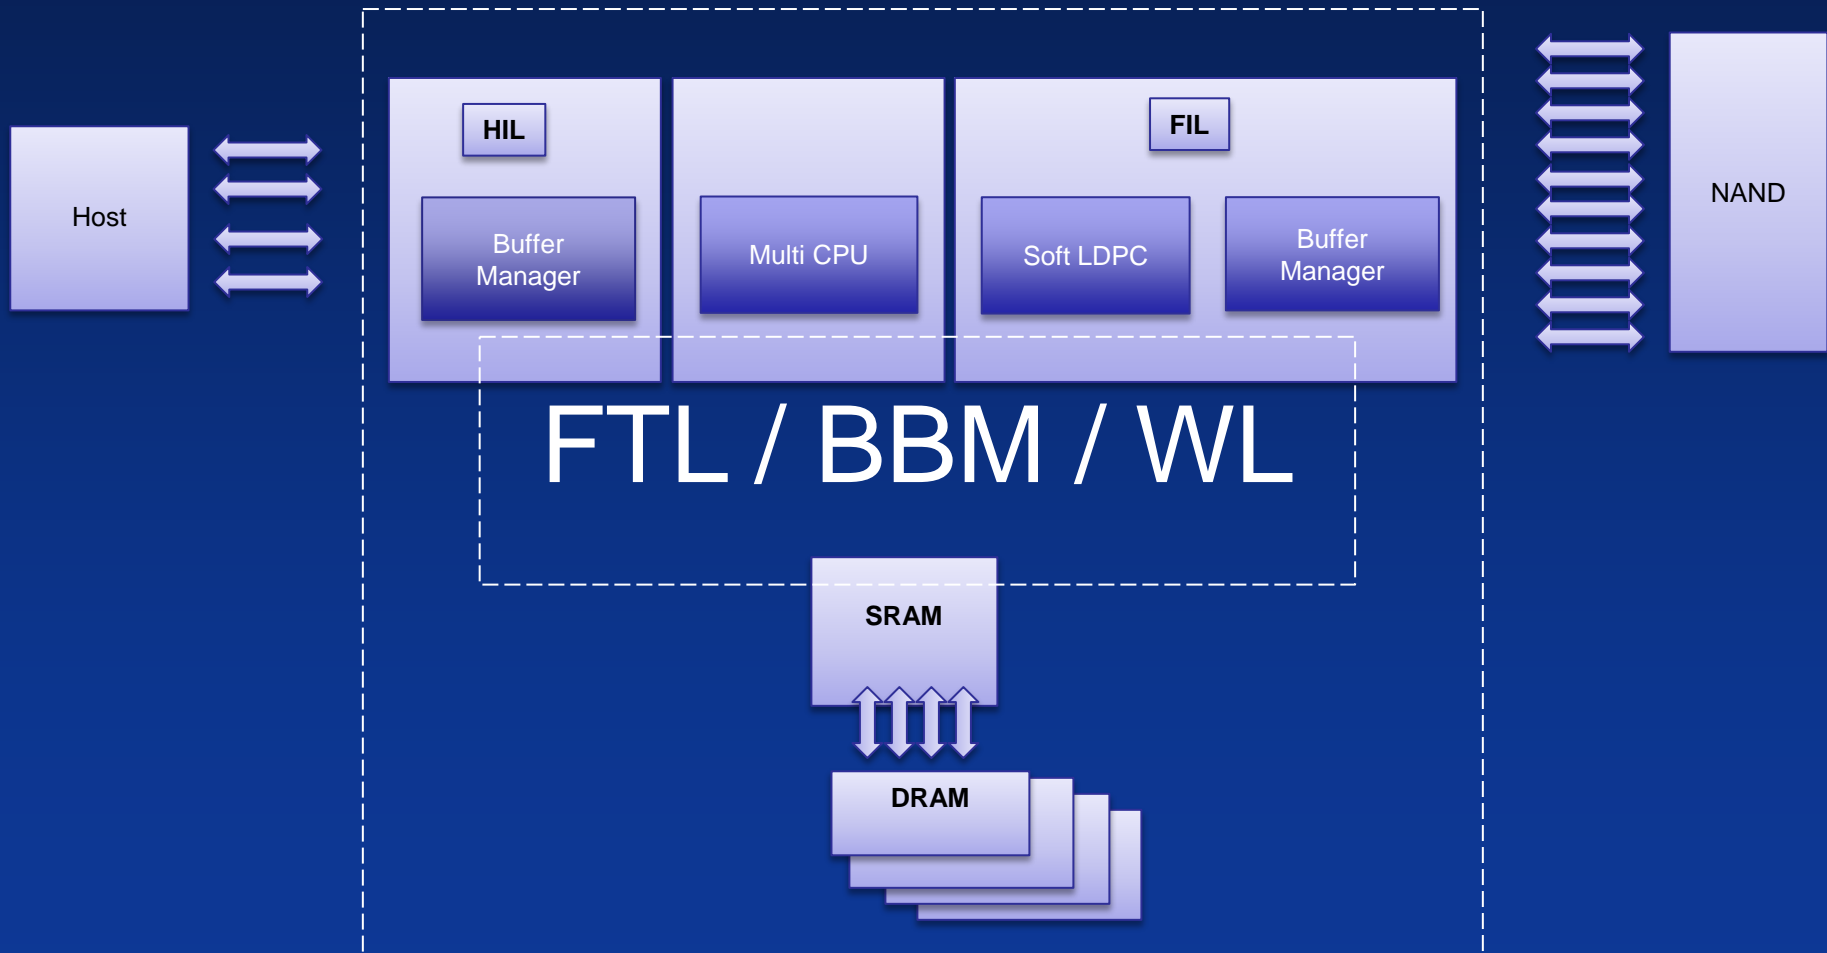 Host
HIL
Buffer
Manager
Multi CPU
FIL
Soft LDPC
Buffer
Manager
NAND
FTL / BBM / WL
SRAM
DRAM